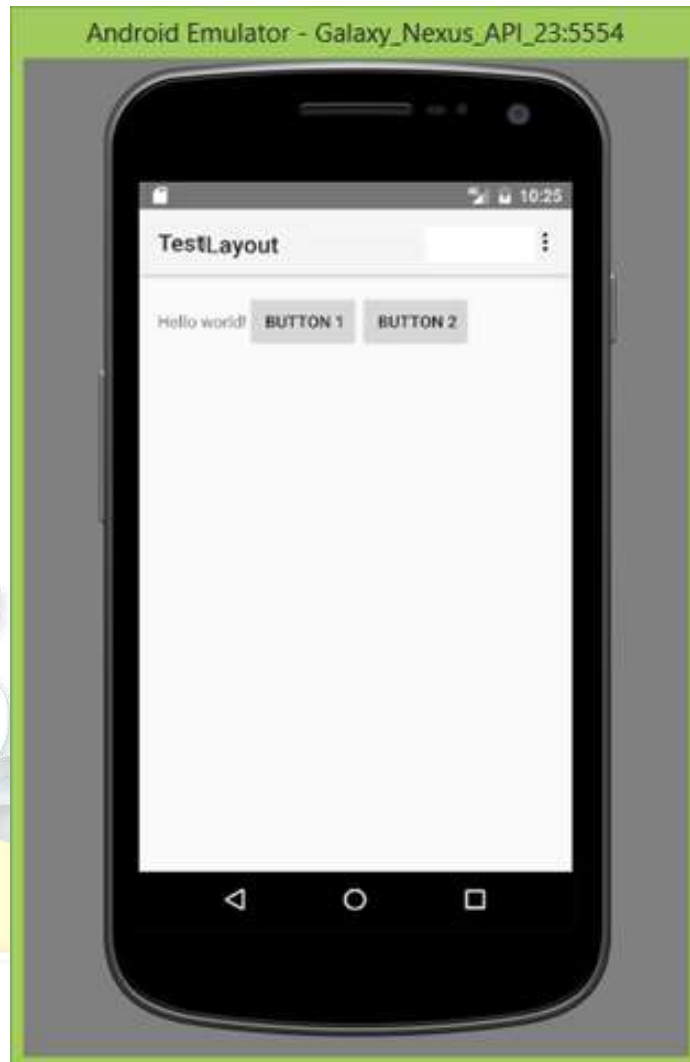 Android Emulator - Galaxy_Nexus_API_23:5554
10:25
TestLayout
Hello world! BUTTON 1 BUTTON 2